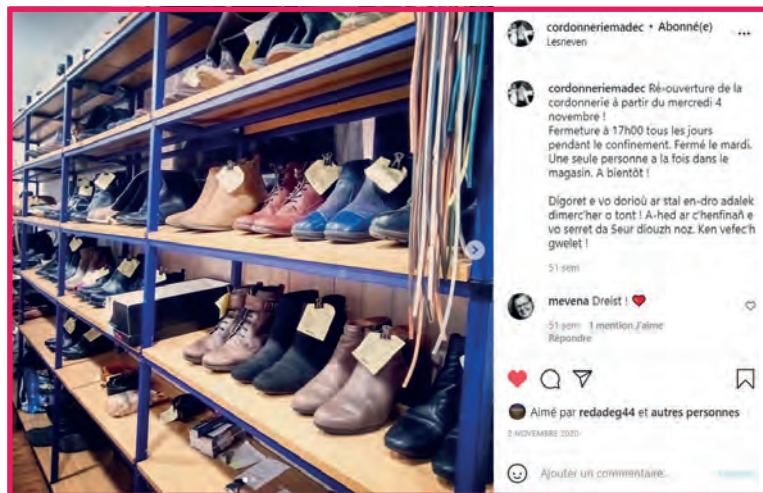 cordonneriemadec • Abonné(e)
Lesneven
...
cordonneriemadec Ré-ouverture de la
cordonnerie à partir du mercredi 4
novembre !
Fermeture à 17h00 tous les jours
pendant le confinement. Fermé le mardi.
Une seule personne a la fois dans le
magasin. A bientôt !
Digoret e vo dorioù ar stal en-dro adalek
dimerc'her o tont ! A-hed ar c'henfinañ e
vo serret da 5eur diouzh noz. Ken vefec'h
gwelet !
51 sem
mevena Dreist ! ❤️
51 sem 1 mention J'aime
Répondre
Aimé par redadeg44 et autres personnes
2 NOVEMBRE 2020
Ajouter un commentaire...